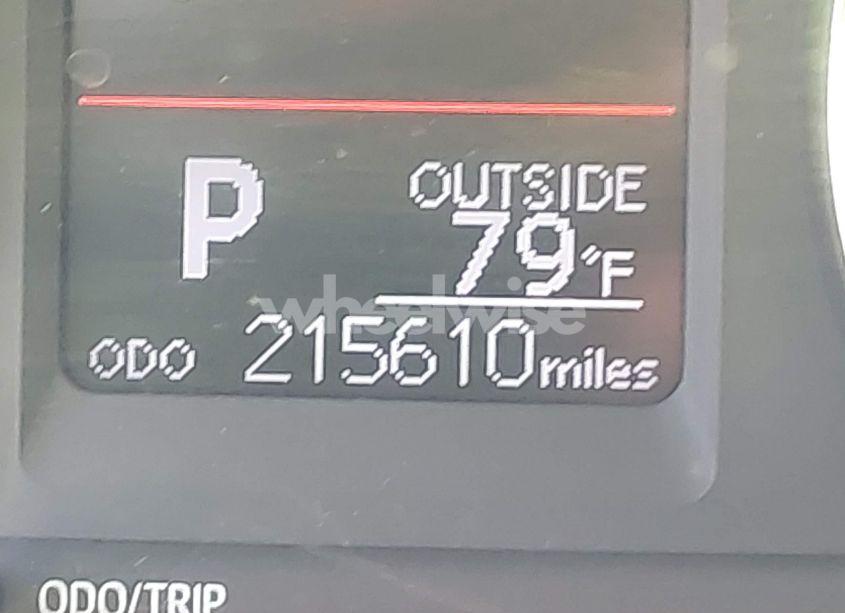 P
OUTSIDE
79°F
wheelwise
ODO 215610 miles
ODO/TRIP